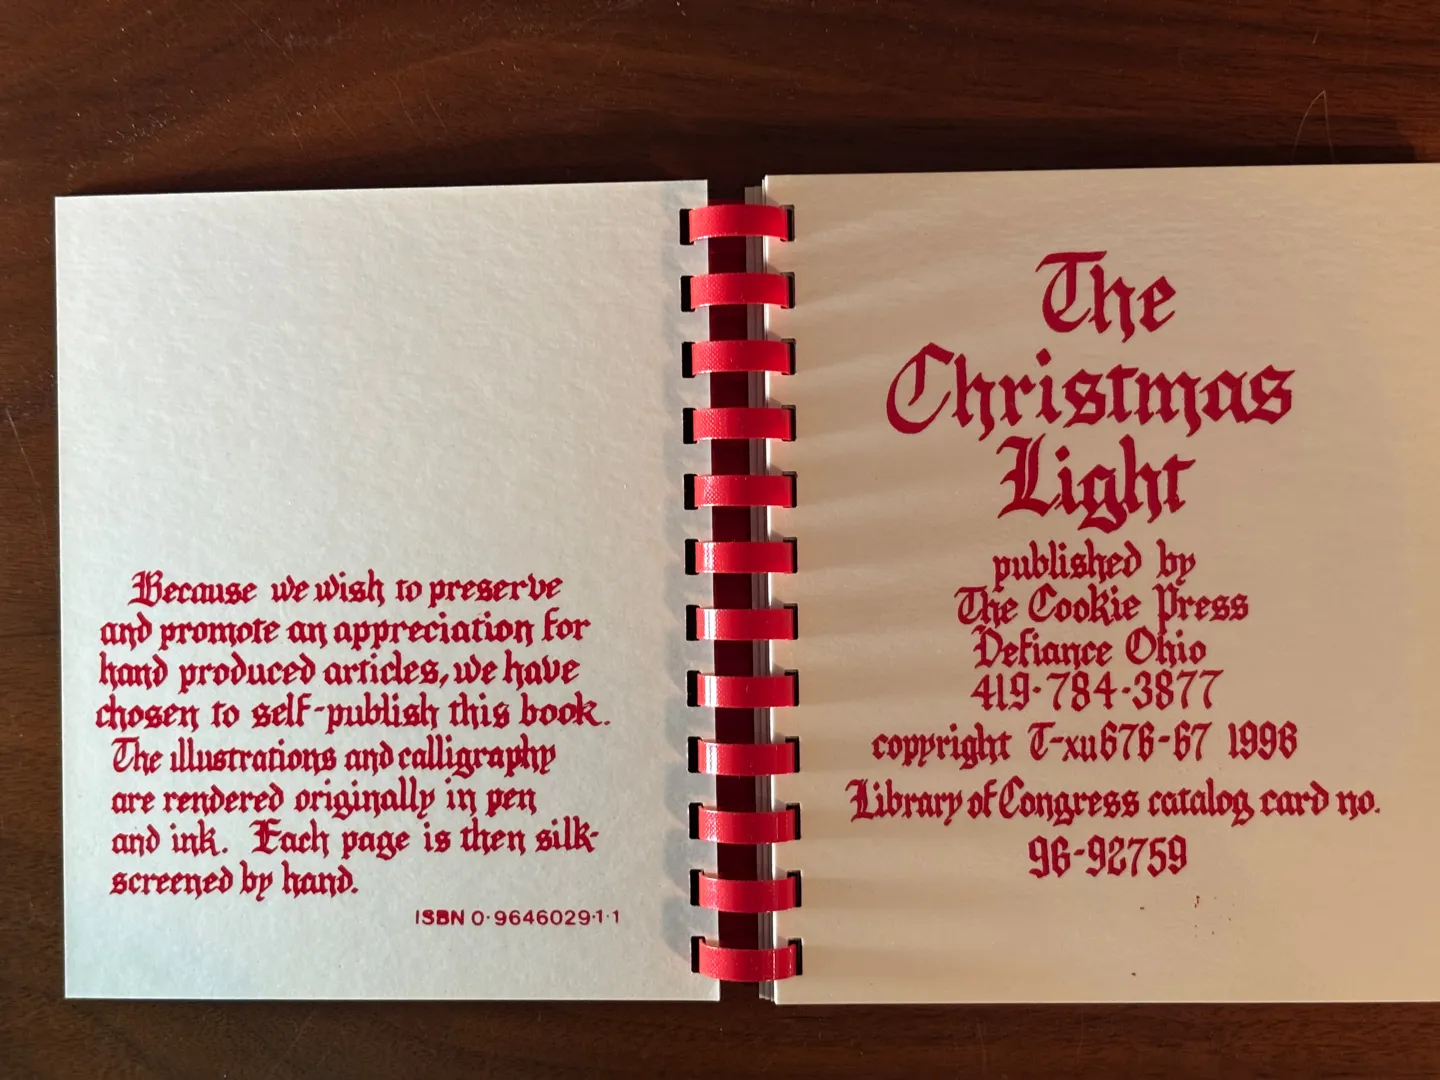 Because we wish to preserve
and promote an appreciation for
hand produced articles, we have
chosen to self-publish this book.
The illustrations and calligraphy
are rendered originally in pen
and ink. Each page is then silk-
screened by hand.
ISBN 0-9646029-1-1
The
Christmas
Light
published by
The Cookie Press
Defiance Ohio
419-784-3877
copyright T-xu676-67 1996
Library of Congress catalog card no.
96-92759